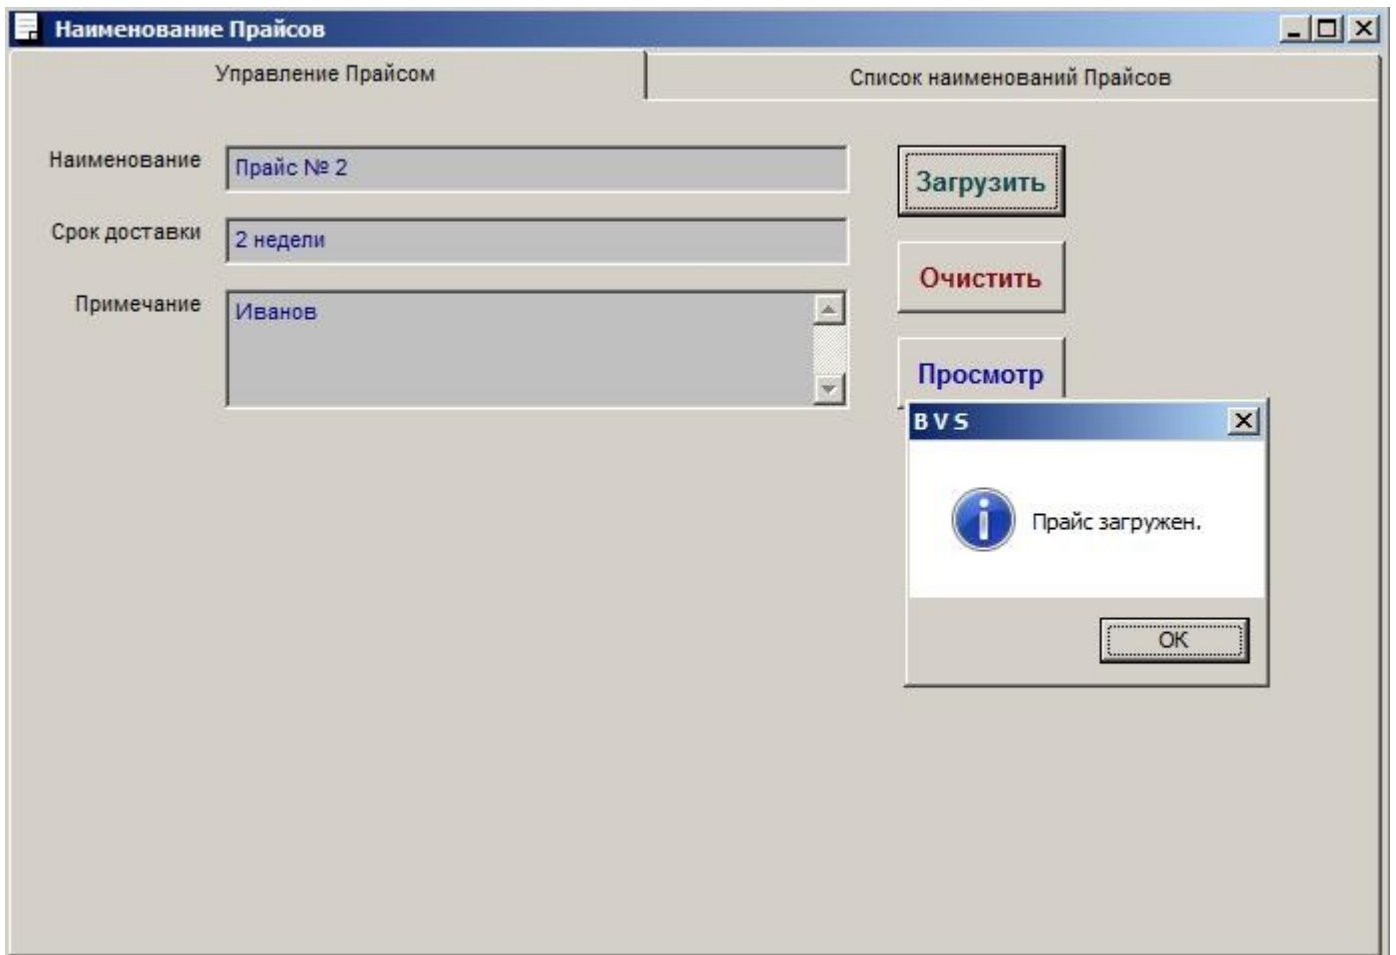 Наименование Прайсов
Управление Прайсом
Список наименований Прайсов
Наименование
Прайс № 2
Загрузить
Срок доставки
2 недели
Очистить
Примечание
Иванов
Просмотр
B V S
Прайс загружен.
OK